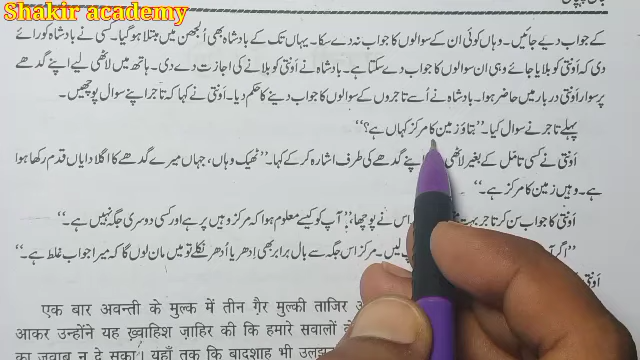 Shakir academy
کے جواب دیے جائیں۔ وہاں کوئی ان کے سوالوں کا جواب نہ دے سکا۔ یہاں تک کے بادشاہ بھی اُلجھن میں مبتلا ہوگیا۔ کسی نے بادشاہ کو رائے
دی کہ اَونتی کو بلایا جائے وہی ان سوالوں کا جواب دے سکتا ہے۔ بادشاہ نے اَونتی کو بلانے کی اجازت دے دی۔ ہاتھ میں لاٹھی لیے اپنے گدھے
پر سوار اَونتی دربار میں حاضر ہوا۔ بادشاہ نے اُسے تاجروں کے سوالوں کا جواب دینے کا حکم دیا۔ اَونتی نے کہا کہ تاجر اپنے سوال پوچھیں۔
پہلے تاجر نے سوال کیا۔ ”بتاؤ زمین کا مرکز کہاں ہے؟“
اَونتی نے کسی تامّل کے بغیر لاٹھی اپنے گدھے کی طرف اشارہ کر کے کہا۔ ”ٹھیک وہاں، جہاں میرے گدھے کا اگلا دایاں قدم رکھا ہوا
ہے۔ وہیں زمین کا مرکز ہے۔“
اَونتی کا جواب سن کر تاجر بہت اس نے پوچھا، ”آپ کو کیسے معلوم ہوا کہ مرکز وہیں پر ہے اور کسی دوسری جگہ نہیں ہے۔“
”اگر لیں۔ مرکز اس جگہ سے بال برابر بھی اِدھر یا اُدھر نکلے تو میں مان لوں گا کہ میرا جواب غلط ہے۔“
एक बार अवन्ती के मुल्क में तीन ग़ैर मुल्की ताजिर
आकर उन्होंने यह ख़्वाहिश ज़ाहिर की कि हमारे सवालों
का जवाब न दे सका। यहाँ तक कि बादशाह भी